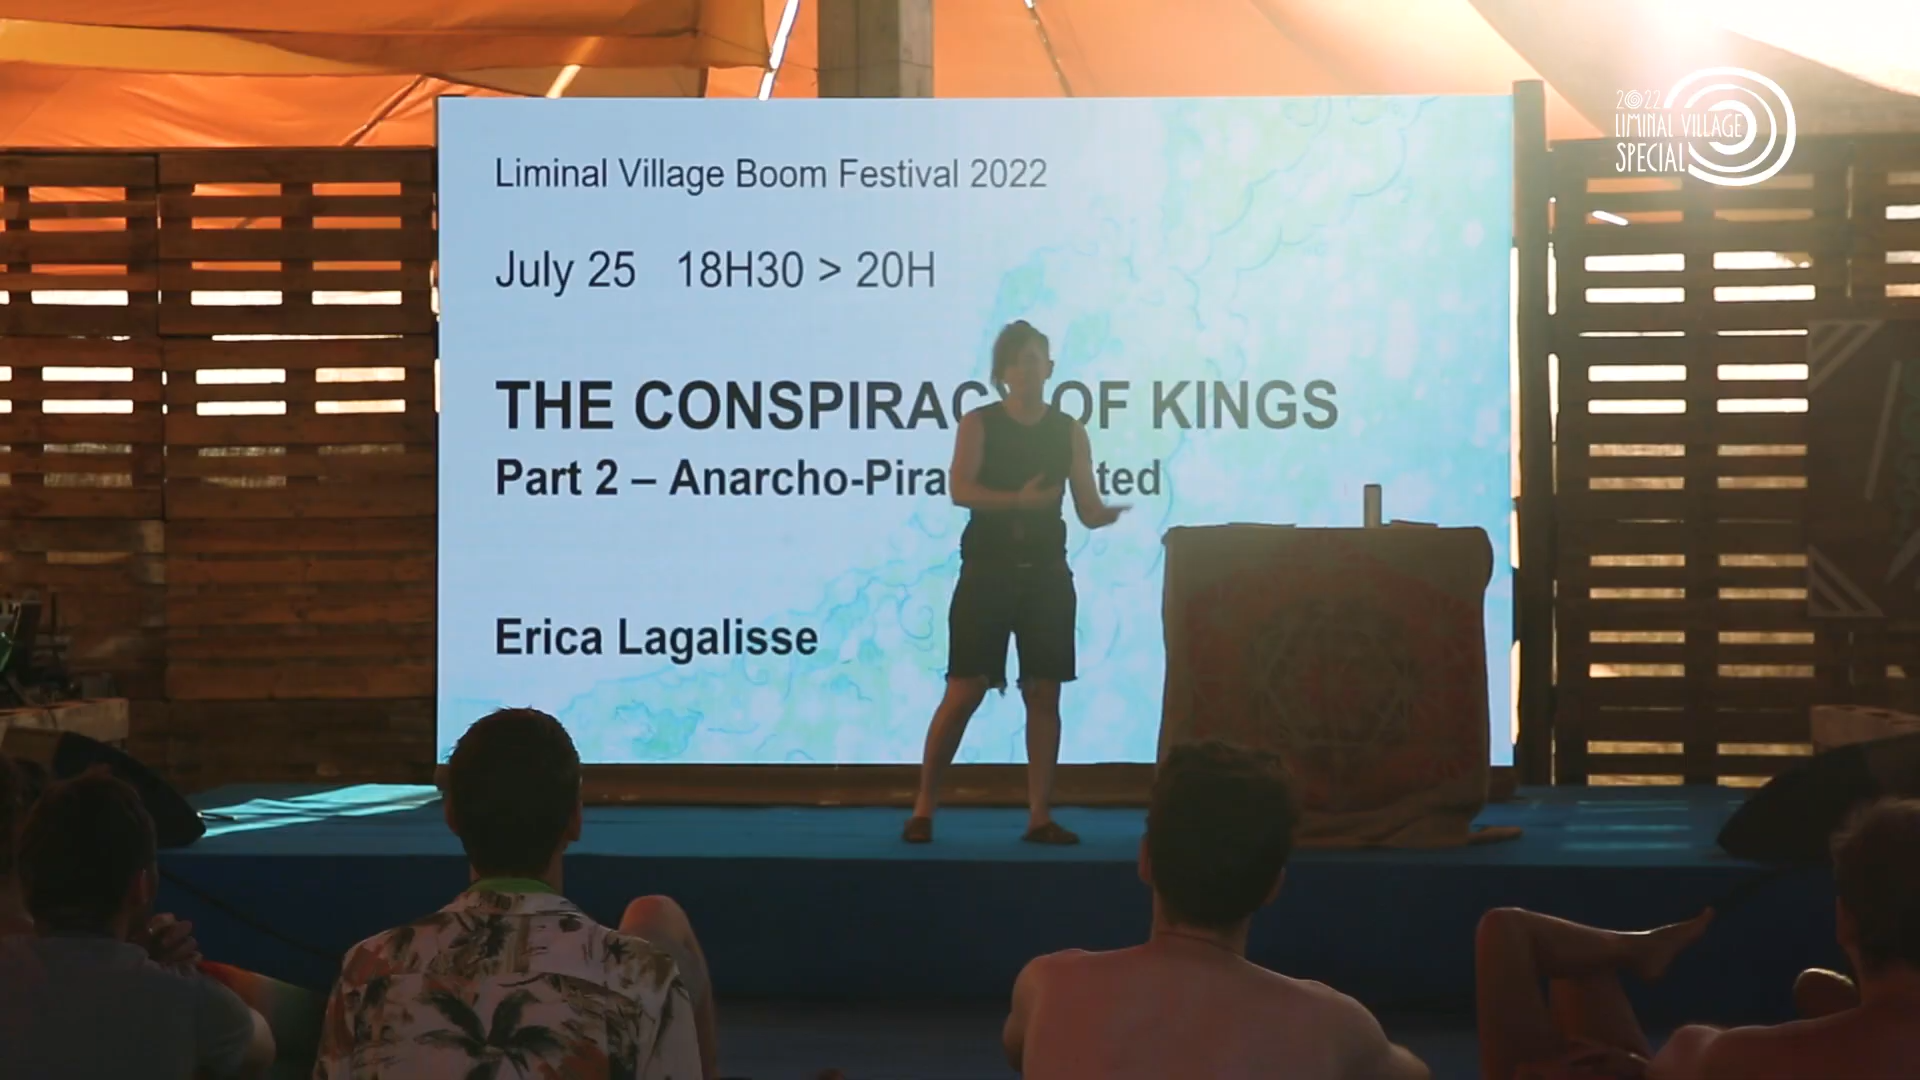 Liminal Village Boom Festival 2022
July 25 18H30 > 20H
THE CONSPIRACY OF KINGS
Part 2 – Anarcho-Pira ted
Erica Lagalisse
2022
LIMINAL VILLAGE
SPECIAL